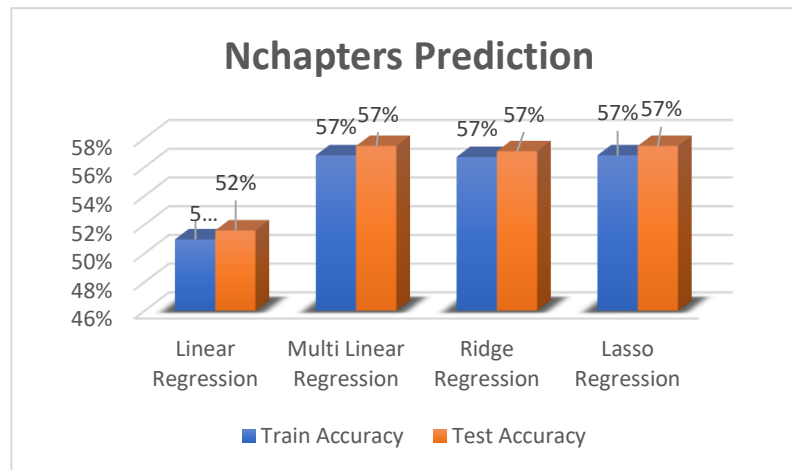 Nchapters Prediction
57% 57% 57% 57% 57% 57%
52%
5...
58%
56%
54%
52%
50%
48%
46%
Linear Regression
Multi Linear Regression
Ridge Regression
Lasso Regression
Train Accuracy Test Accuracy